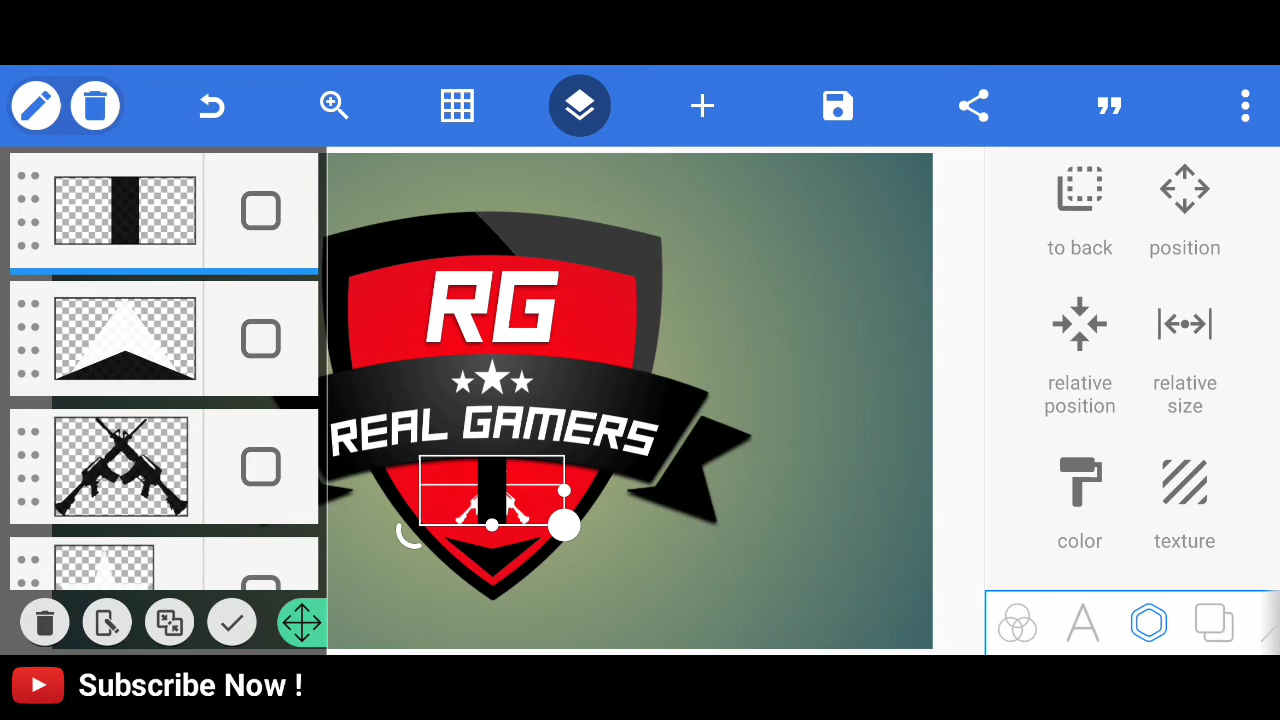 to back
position
RG
relative
position
relative
size
REAL GAMERS
color
texture
A
Subscribe Now !